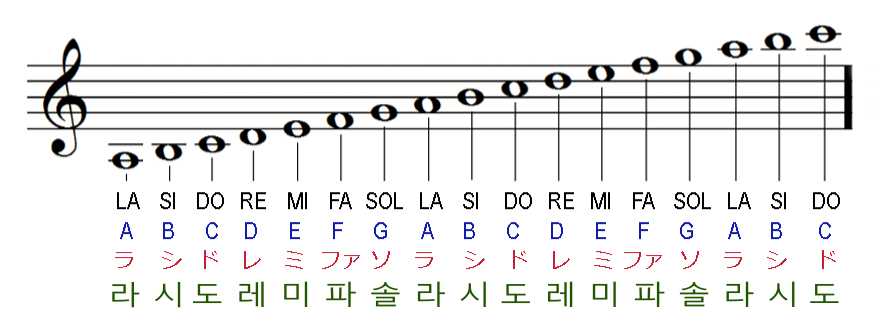 LA SI DO RE MI FA SOL LA SI DO RE MI FA SOL LA SI DO
A B C D E F G A B C D E F G A B C
ラ シ ド レ ミ ファ ソ ラ シ ド レ ミ ファ ソ ラ シ ド
라 시 도 레 미 파 솔 라 시 도 레 미 파 솔 라 시 도